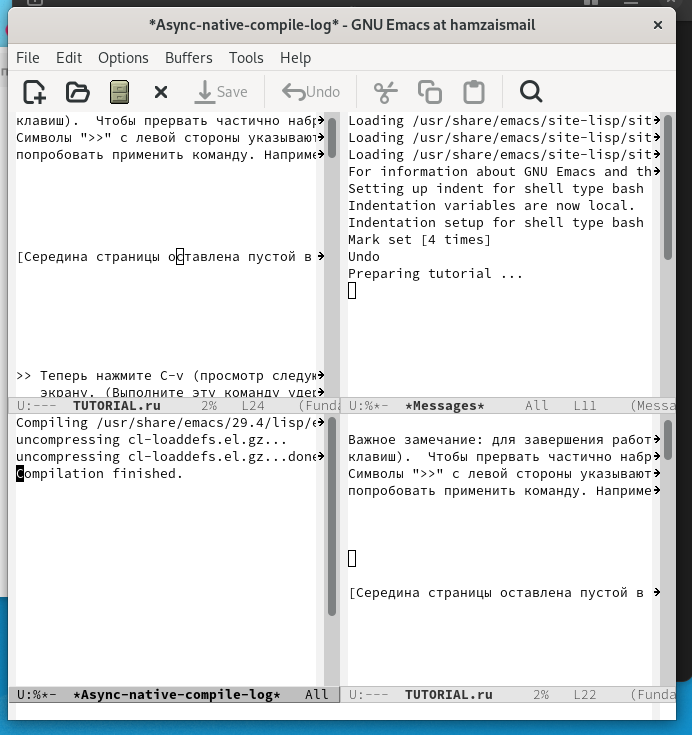 *Async-native-compile-log* - GNU Emacs at hamzaismail
File Edit Options Buffers Tools Help
Save Undo
клавиш). Чтобы прервать частично набр
Символы ">>" с левой стороны указывают
попробовать применить команду. Наприме
[Середина страницы оставлена пустой в
>> Теперь нажмите C-v (просмотр следую
экрану. (Выполните эту команду
U:--- TUTORIAL.ru 2% L24 (Funda
Loading /usr/share/emacs/site-lisp/sit
Loading /usr/share/emacs/site-lisp/sit
Loading /usr/share/emacs/site-lisp/sit
For information about GNU Emacs and th
Setting up indent for shell type bash
Indentation variables are now local.
Indentation setup for shell type bash
Mark set [4 times]
Undo
Preparing tutorial ...
U:%*- *Messages* All L11 (Messa
Compiling /usr/share/emacs/29.4/lisp/e
uncompressing cl-loaddefs.el.gz...
uncompressing cl-loaddefs.el.gz...done
Compilation finished.
U:%*- *Async-native-compile-log* All
Важное замечание: для завершения работ
клавиш). Чтобы прервать частично набр
Символы ">>" с левой стороны указывают
попробовать применить команду. Наприме
[Середина страницы оставлена пустой в
U:--- TUTORIAL.ru 2% L22 (Funda